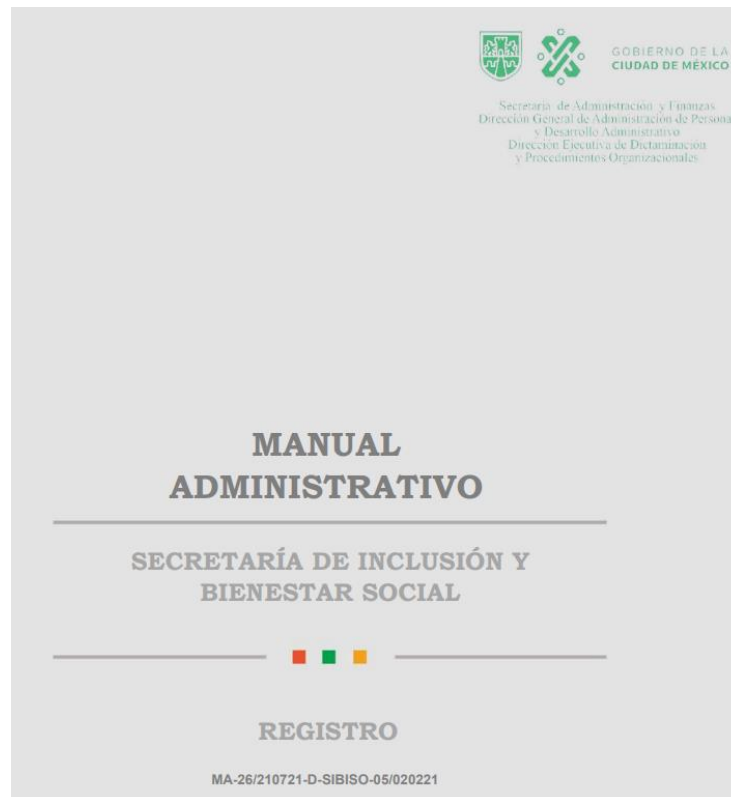 GOBIERNO DE LA
CIUDAD DE MÉXICO
Secretaría de Administración y Finanzas
Dirección General de Administración de Persona
y Desarrollo Administrativo
Dirección Ejecutiva de Dictaminación
y Procedimientos Organizacionales
MANUAL
ADMINISTRATIVO
SECRETARÍA DE INCLUSIÓN Y
BIENESTAR SOCIAL
REGISTRO
MA-26/210721-D-SIBISO-05/020221